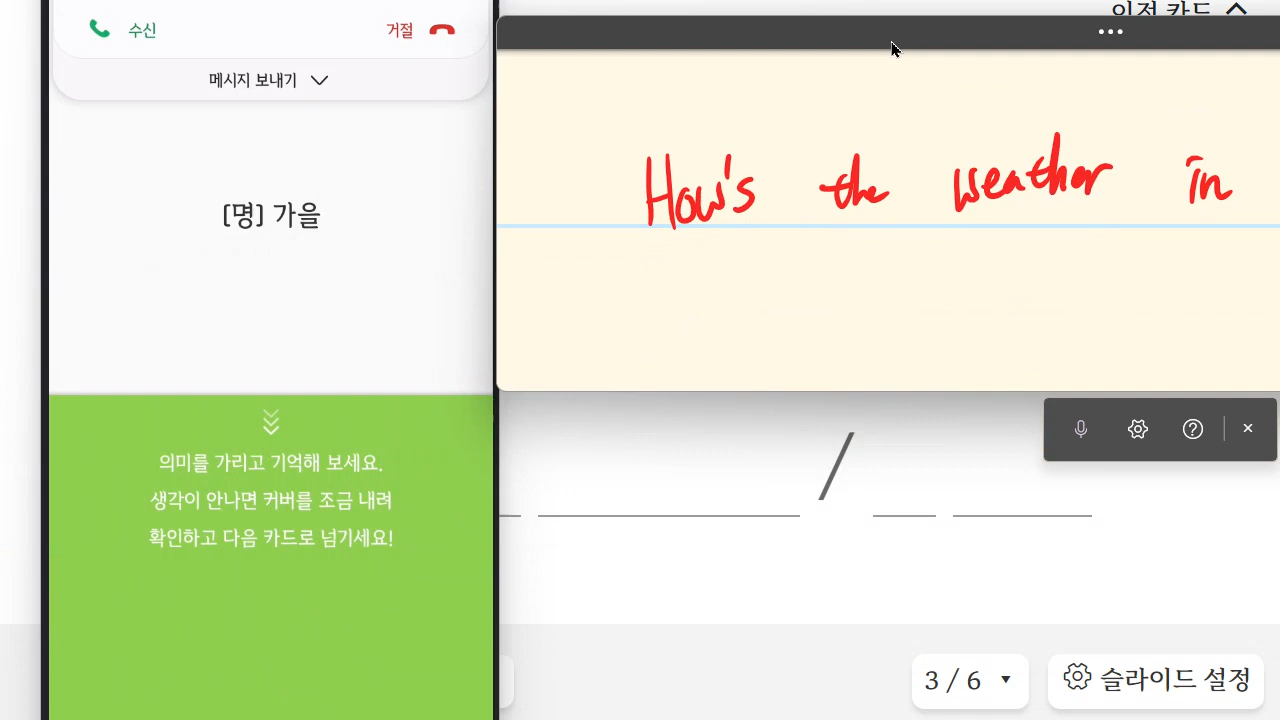 수신 거절
메시지 보내기
[명] 가을
의미를 가리고 기억해 보세요.
생각이 안나면 커버를 조금 내려
확인하고 다음 카드로 넘기세요!
이전 카드
How's the weather in
/
3 / 6
슬라이드 설정